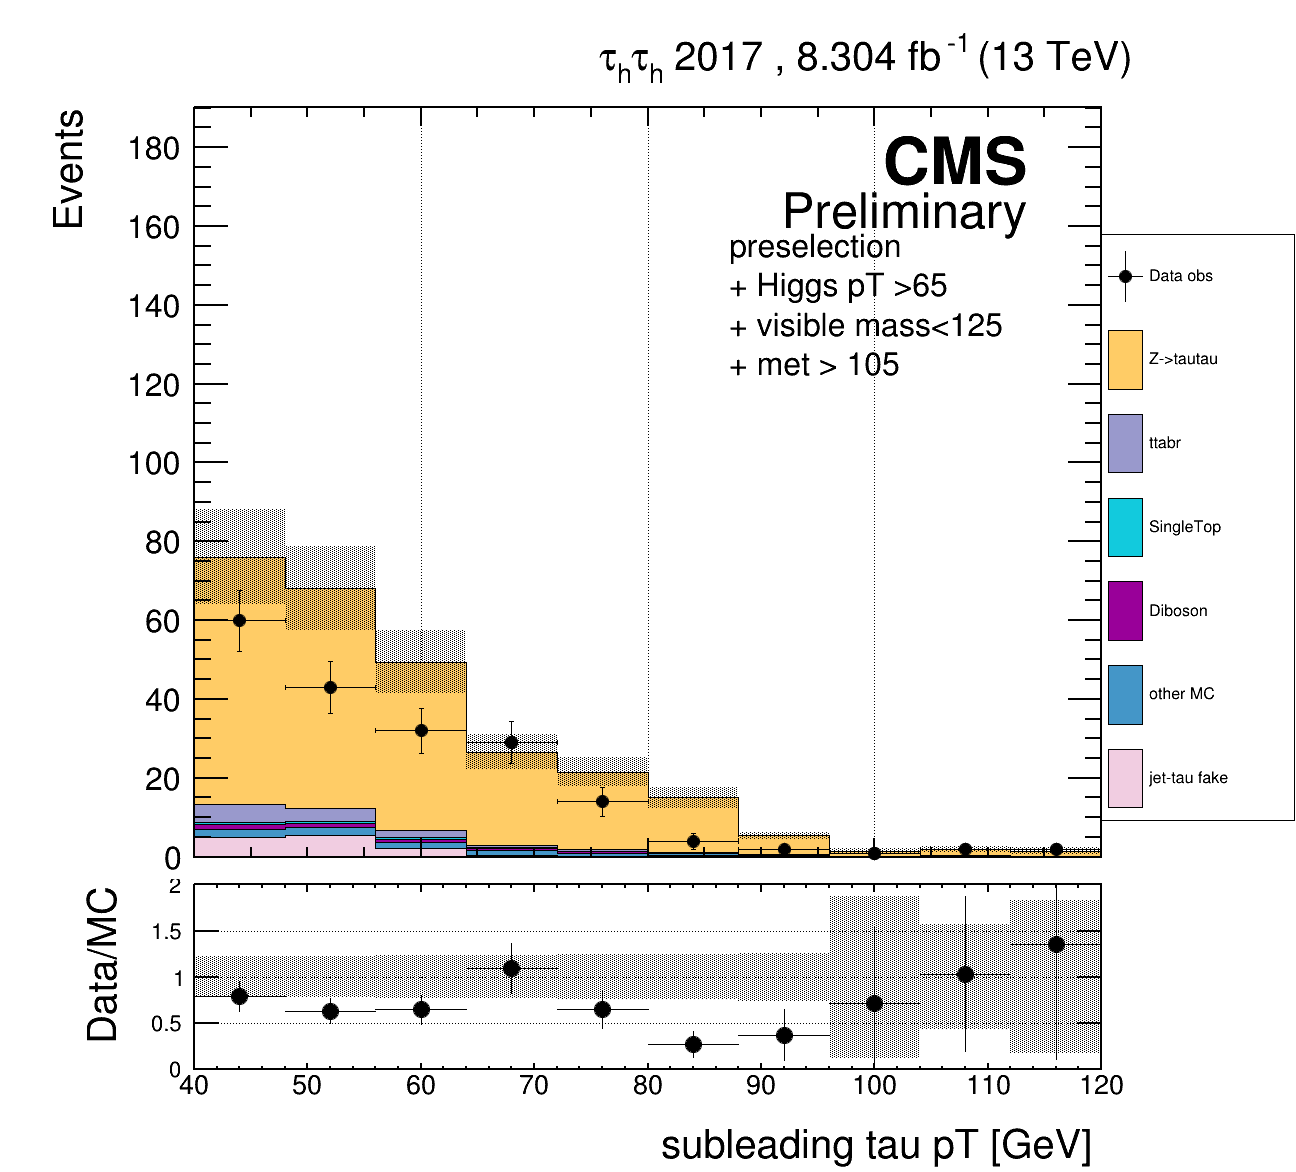 τhτh 2017 , 8.304 fb-1 (13 TeV)
Events
180
160
140
120
100
80
60
40
20
0
CMS
Preliminary
preselection
+ Higgs pT >65
+ visible mass<125
+ met > 105
Data obs
Z->tautau
ttabr
SingleTop
Diboson
other MC
jet-tau fake
Data/MC
2
1.5
1
0.5
0
40 50 60 70 80 90 100 110 120
subleading tau pT [GeV]